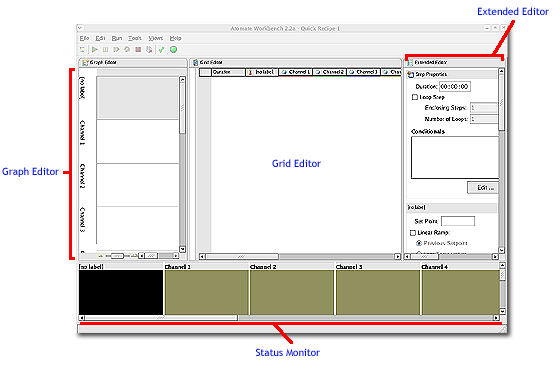 Extended Editor
Atomate Workbench 2.2a - Quick Recipe-1
File Edit Run Tools Views Help
Graph Editor
Grid Editor
Extended Editor
(no label)
Channel 1
Channel 2
Channel 3
Duration (no label) Channel 1 Channel 2 Channel 3 Chann
Step Properties
Duration: 00:00:00
Loop Step
Enclosing Steps: 1
Number of Loops: 1
Conditionals
Edit ...
(no label)
Set Point:
Linear Ramp:
Previous Setpoint
Graph Editor
Grid Editor
(no label) Channel 1 Channel 2 Channel 3 Channel 4
Status Monitor